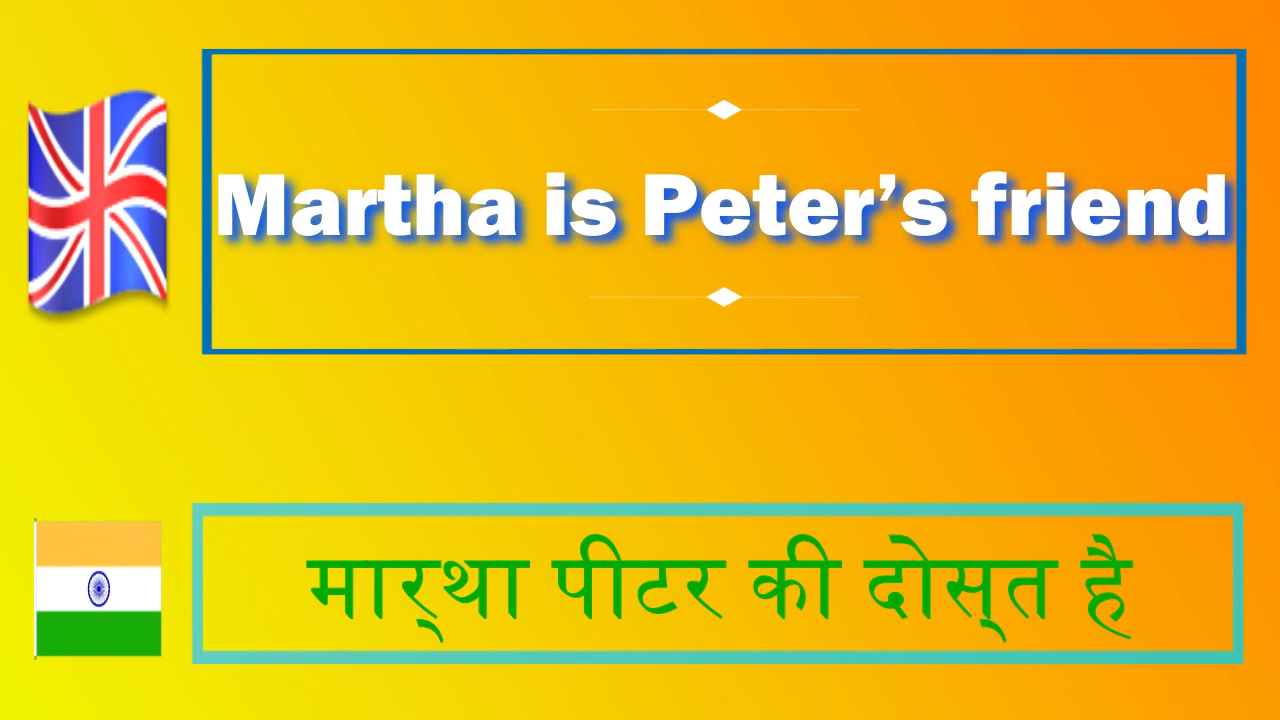 Martha is Peter’s friend
मार्था पीटर की दोस्त है